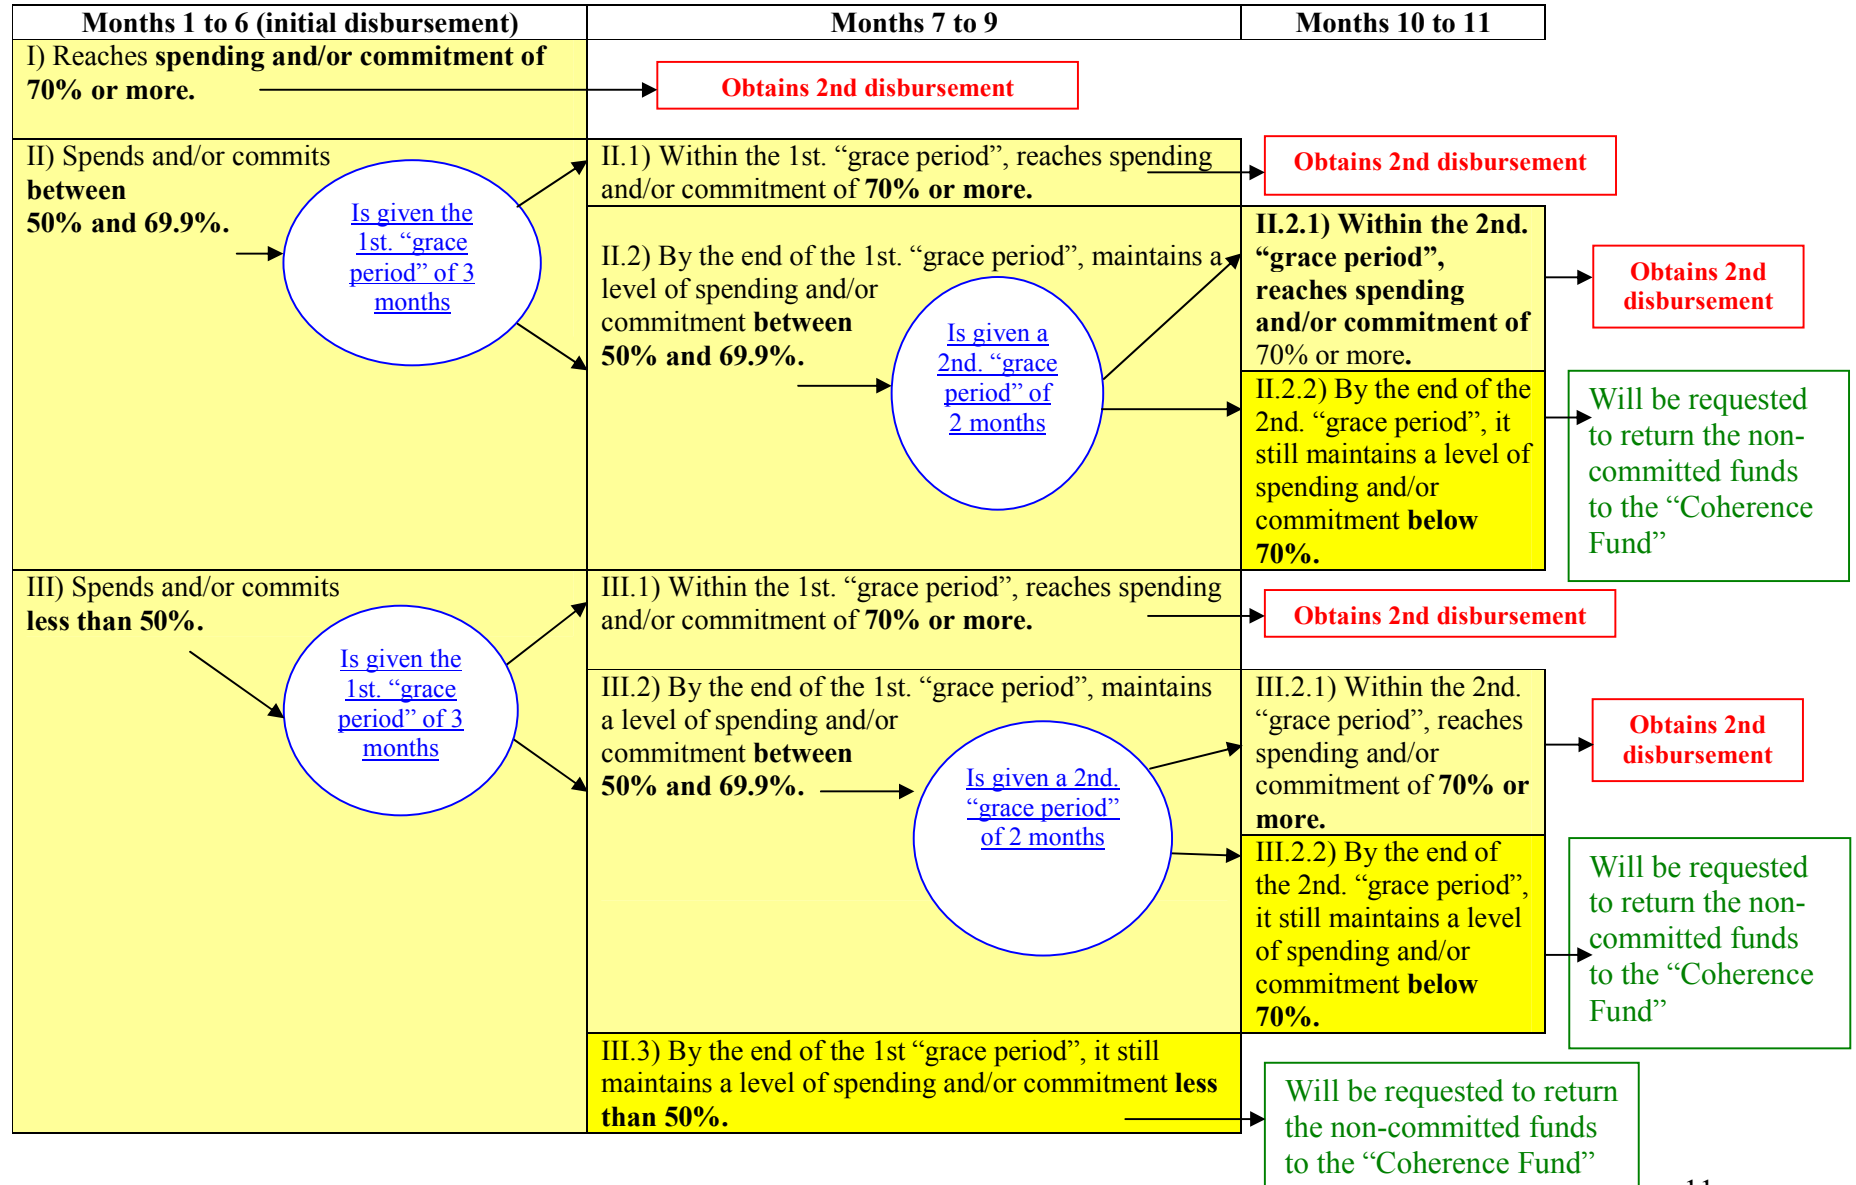 Months 1 to 6 (initial disbursement)
Months 7 to 9
Months 10 to 11
I) Reaches spending and/or commitment of
70% or more.
Obtains 2nd disbursement
II) Spends and/or commits
between
50% and 69.9%.
Is given the
1st. “grace
period” of 3
months
II.1) Within the 1st. “grace period”, reaches spending
and/or commitment of 70% or more.
Obtains 2nd disbursement
II.2) By the end of the 1st. “grace period”, maintains a
level of spending and/or
commitment between
50% and 69.9%.
Is given a
2nd. “grace
period” of
2 months
II.2.1) Within the 2nd.
“grace period”,
reaches spending
and/or commitment of
70% or more.
Obtains 2nd
disbursement
II.2.2) By the end of the
2nd. “grace period”, it
still maintains a level of
spending and/or
commitment below
70%.
Will be requested
to return the non-
committed funds
to the “Coherence
Fund”
III) Spends and/or commits
less than 50%.
Is given the
1st. “grace
period” of 3
months
III.1) Within the 1st. “grace period”, reaches spending
and/or commitment of 70% or more.
Obtains 2nd disbursement
III.2) By the end of the 1st. “grace period”, maintains
a level of spending and/or
commitment between
50% and 69.9%.
Is given a 2nd.
“grace period”
of 2 months
III.2.1) Within the 2nd.
“grace period”, reaches
spending and/or
commitment of 70% or
more.
Obtains 2nd
disbursement
III.2.2) By the end of
the 2nd. “grace period”,
it still maintains a level
of spending and/or
commitment below
70%.
Will be requested
to return the non-
committed funds
to the “Coherence
Fund”
III.3) By the end of the 1st “grace period”, it still
maintains a level of spending and/or commitment less
than 50%.
Will be requested to return
the non-committed funds
to the “Coherence Fund”